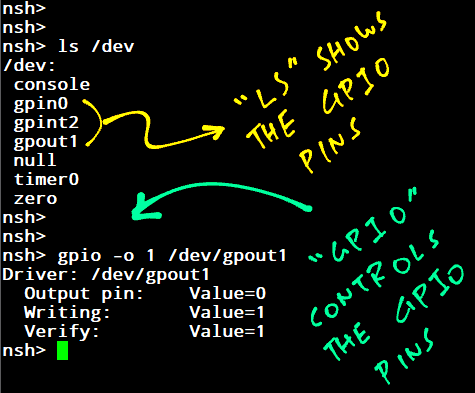 nsh>
nsh>
nsh> ls /dev
/dev:
 console
 gpin0
 gpint2
 gpout1
 null
 timer0
 zero
nsh>
nsh>
nsh> gpio -o 1 /dev/gpout1
Driver: /dev/gpout1
  Output pin:    Value=0
  Writing:       Value=1
  Verify:        Value=1
nsh>
"LS" SHOWS
THE GPIO
PINS
"GPIO"
CONTROLS
THE GPIO
PINS